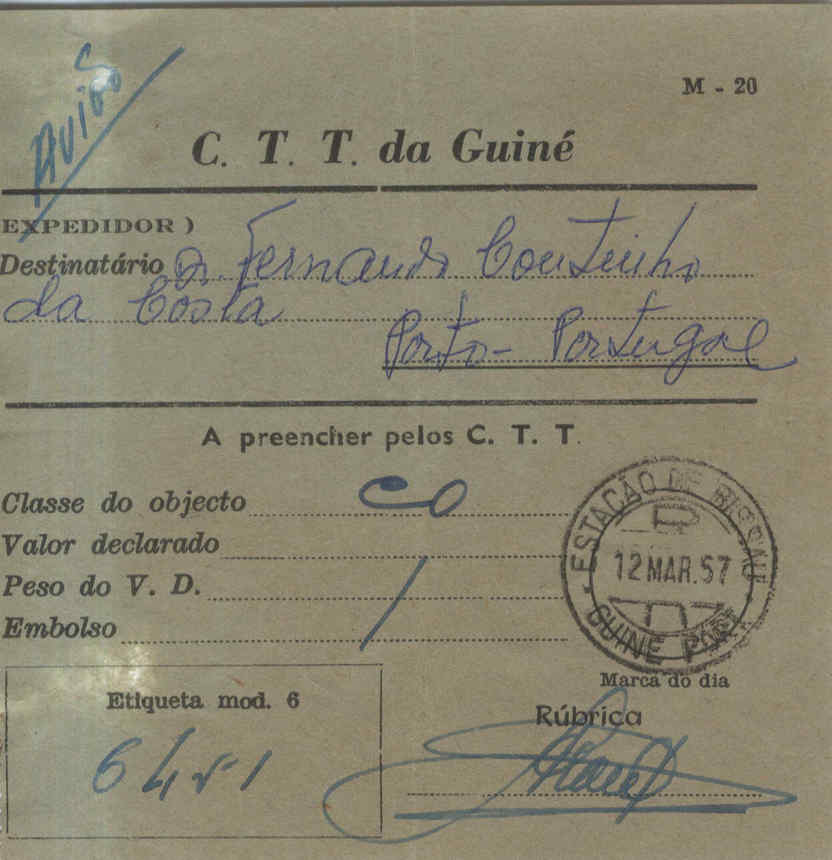 Avião
M - 20
C. T. T. da Guiné
EXPEDIDOR )
Destinatário Dr. Fernando Coutinho
da Costa
Porto - Portugal
A preencher pelos C. T. T.
Classe do objecto
Valor declarado
Peso do V. D.
Embolso
ESTAÇÃO DE BISSAU
12 MAR. 57
GUINÉ PORT
Marca do dia
Etiqueta mod. 6
Rúbrica